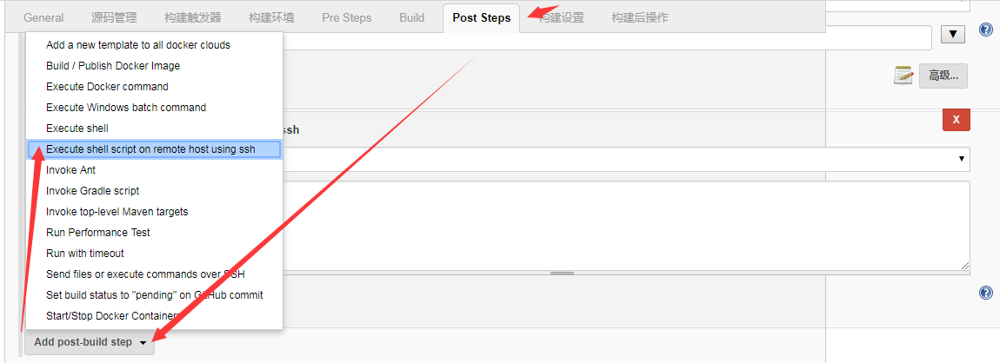 General 源码管理 构建触发器 构建环境 Pre Steps Build Post Steps 构建设置 构建后操作
Add a new template to all docker clouds
Build / Publish Docker Image
高级...
Execute Docker command
Execute Windows batch command
X
Execute shell
ssh
Execute shell script on remote host using ssh
Invoke Ant
Invoke Gradle script
Invoke top-level Maven targets
Run Performance Test
Run with timeout
Send files or execute commands over SSH
Set build status to "pending" on GitHub commit
Start/Stop Docker Containers
Add post-build step